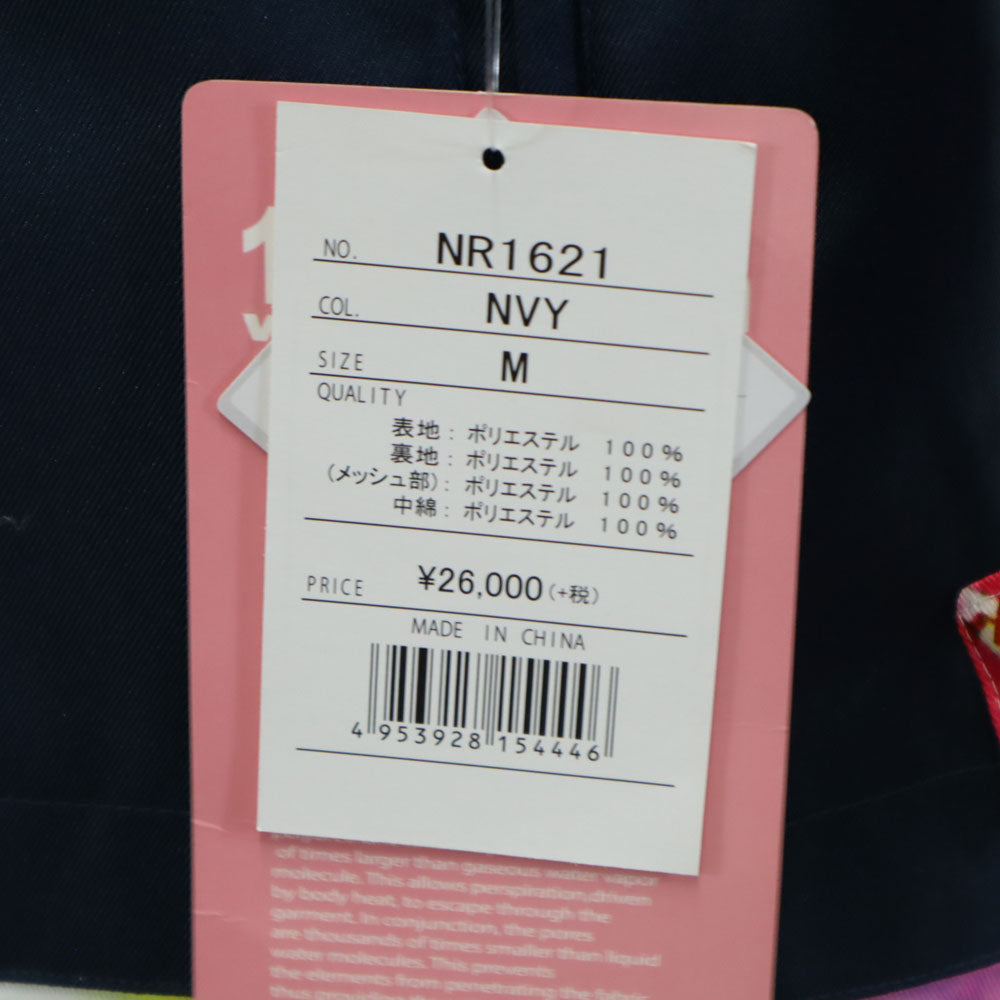 NO. NR1621
COL. NVY
SIZE M
QUALITY
表地: ポリエステル 100%
裏地: ポリエステル 100%
(メッシュ部): ポリエステル 100%
中綿: ポリエステル 100%
PRICE ¥26,000(+税)
MADE IN CHINA
4 953928 154446
of times larger than gaseous water vapor
molecule. This allows perspiration,driven
by body heat, to escape through the
garment. In conjunction, the pores
are thousands of times smaller than liquid
water molecules. This prevents
the elements from penetrating the fabric
thus providing the